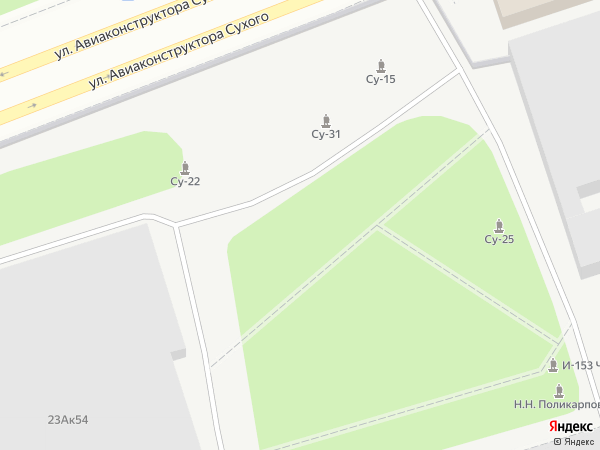 ул. Авиаконструктора Су
ул. Авиаконструктора Сухого
Су-15
Су-31
Су-22
Су-25
И-153 Ч
Н.Н. Поликарпов
23Ак54
Яндекс
© Яндекс